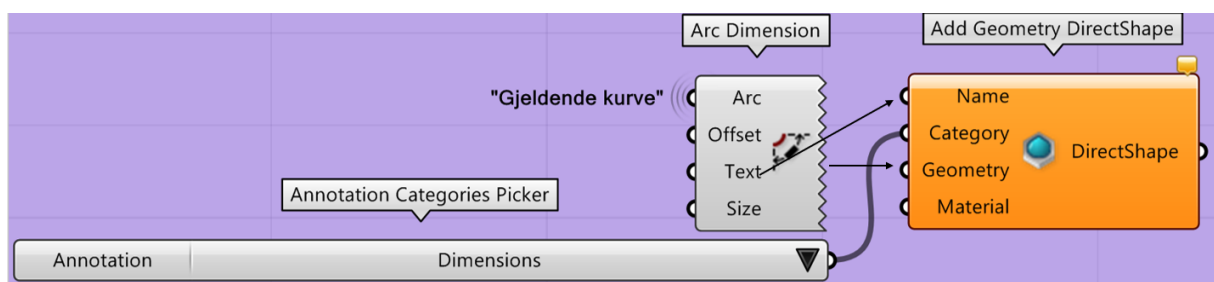 Arc Dimension
Add Geometry DirectShape
"Gjeldende kurve"
Arc
Offset
Text
Size
Name
Category
Geometry
Material
DirectShape
Annotation Categories Picker
Annotation
Dimensions